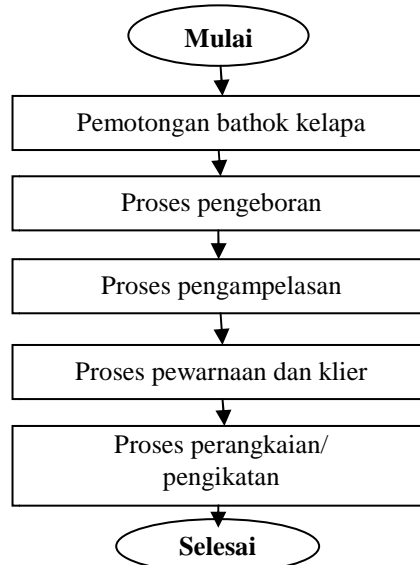 Mulai
Pemotongan bathok kelapa
Proses pengeboran
Proses pengampelasan
Proses pewarnaan dan klier
Proses perangkaian/
pengikatan
Selesai